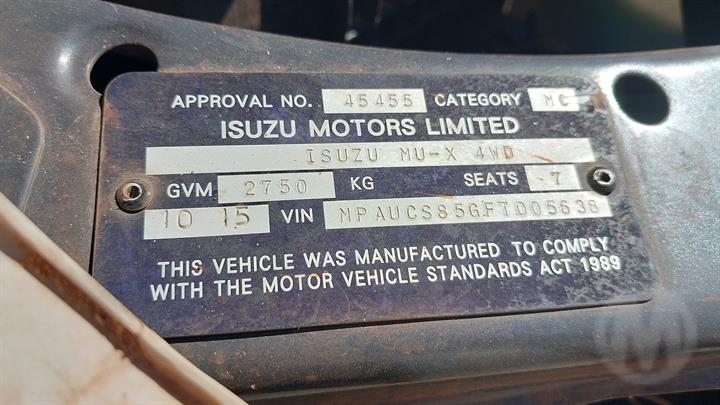 APPROVAL NO. 45455 CATEGORY MC
ISUZU MOTORS LIMITED
ISUZU MU-X 4WD
GVM 2750 KG SEATS 7
10 15 VIN MPAUCS85GFT005638
THIS VEHICLE WAS MANUFACTURED TO COMPLY
WITH THE MOTOR VEHICLE STANDARDS ACT 1989
M